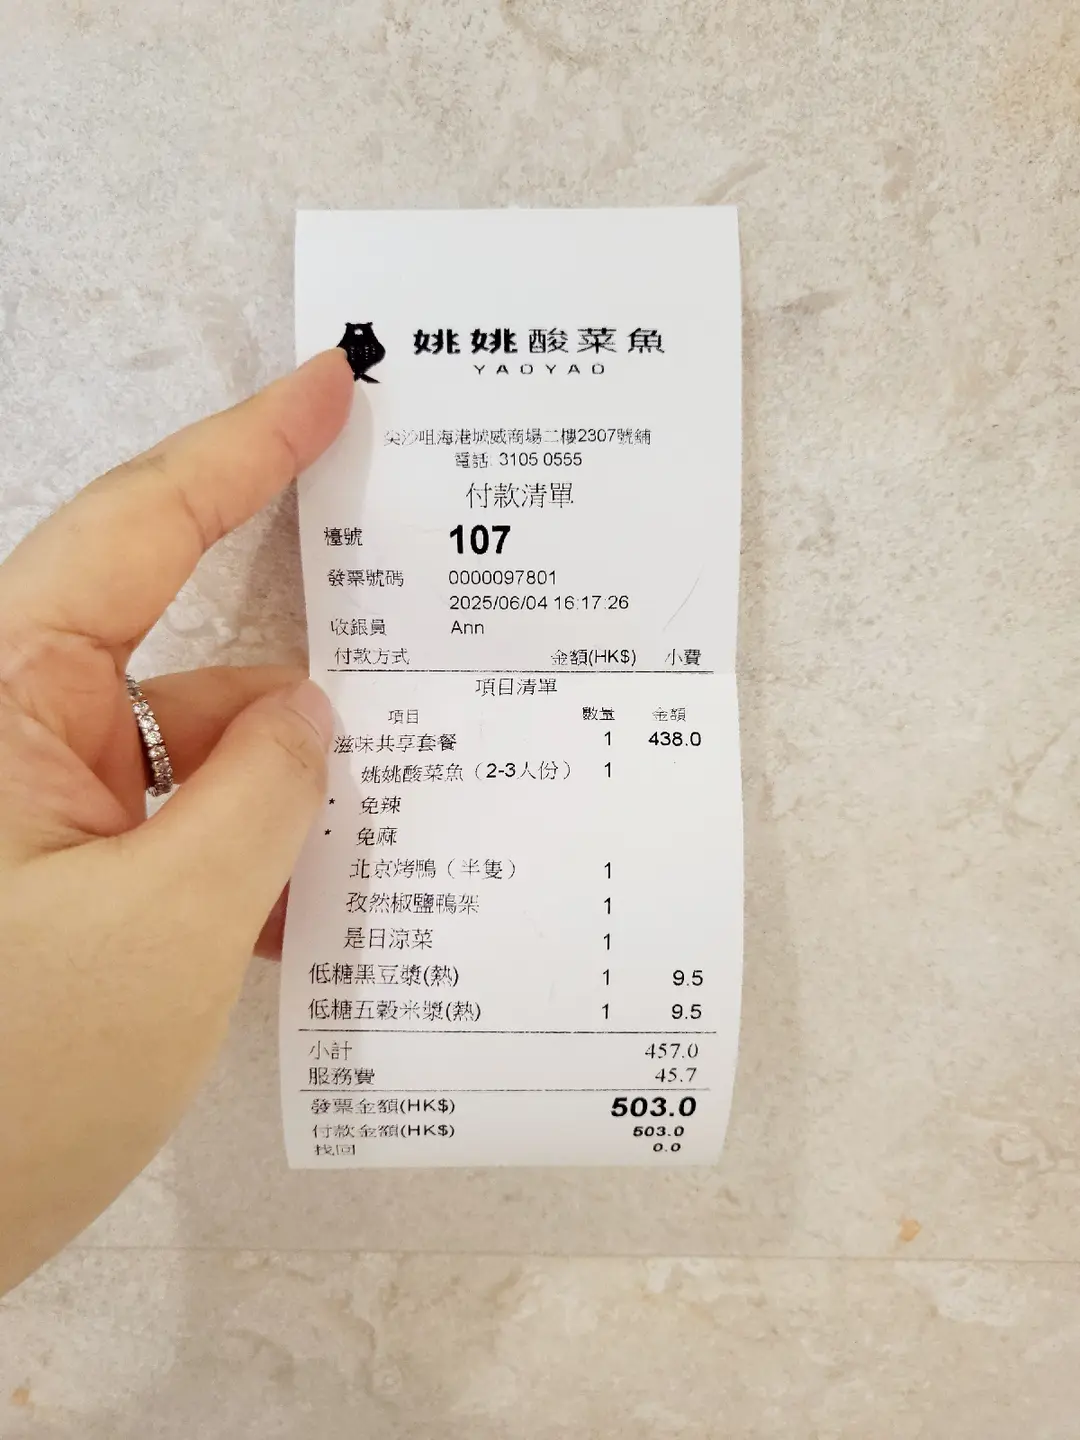 姚姚酸菜魚
YAOYAO
尖沙咀海港城威商場二樓2307號鋪
電話: 3105 0555
付款清單
檯號 107
發票號碼 0000097801
2025/06/04 16:17:26
收銀員 Ann
付款方式 金額(HK$) 小費
項目清單
項目 數量 金額
滋味共享套餐 1 438.0
姚姚酸菜魚（2-3人份） 1
* 免辣
* 免麻
北京烤鴨（半隻） 1
孜然椒鹽鴨架 1
是日涼菜 1
低糖黑豆漿(熱) 1 9.5
低糖五穀米漿(熱) 1 9.5
小計 457.0
服務費 45.7
發票金額(HK$) 503.0
付款金額(HK$) 503.0
找回 0.0